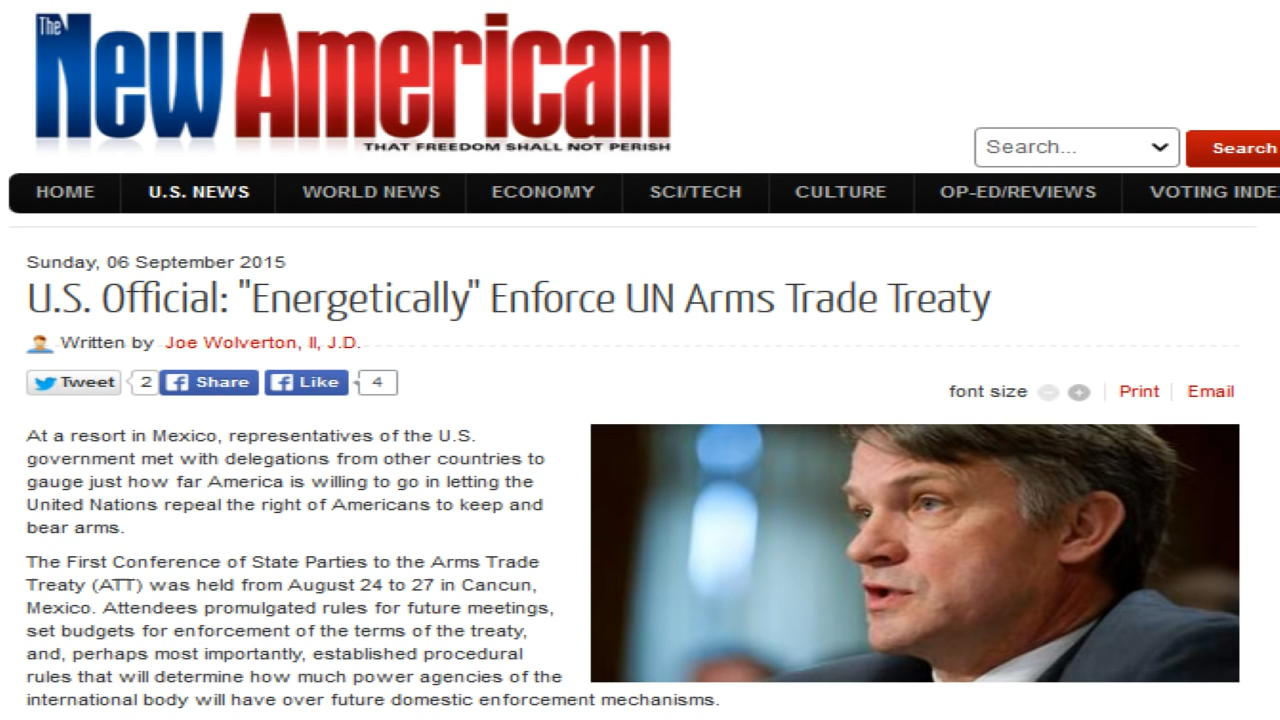 The New American
THAT FREEDOM SHALL NOT PERISH
Search...
Search
HOME U.S. NEWS WORLD NEWS ECONOMY SCI/TECH CULTURE OP-ED/REVIEWS VOTING INDE
Sunday, 06 September 2015
U.S. Official: "Energetically" Enforce UN Arms Trade Treaty
Written by Joe Wolverton, II, J.D.
Tweet 2 Share Like 4
font size Print Email
At a resort in Mexico, representatives of the U.S.
government met with delegations from other countries to
gauge just how far America is willing to go in letting the
United Nations repeal the right of Americans to keep and
bear arms.
The First Conference of State Parties to the Arms Trade
Treaty (ATT) was held from August 24 to 27 in Cancun,
Mexico. Attendees promulgated rules for future meetings,
set budgets for enforcement of the terms of the treaty,
and, perhaps most importantly, established procedural
rules that will determine how much power agencies of the
international body will have over future domestic enforcement mechanisms.